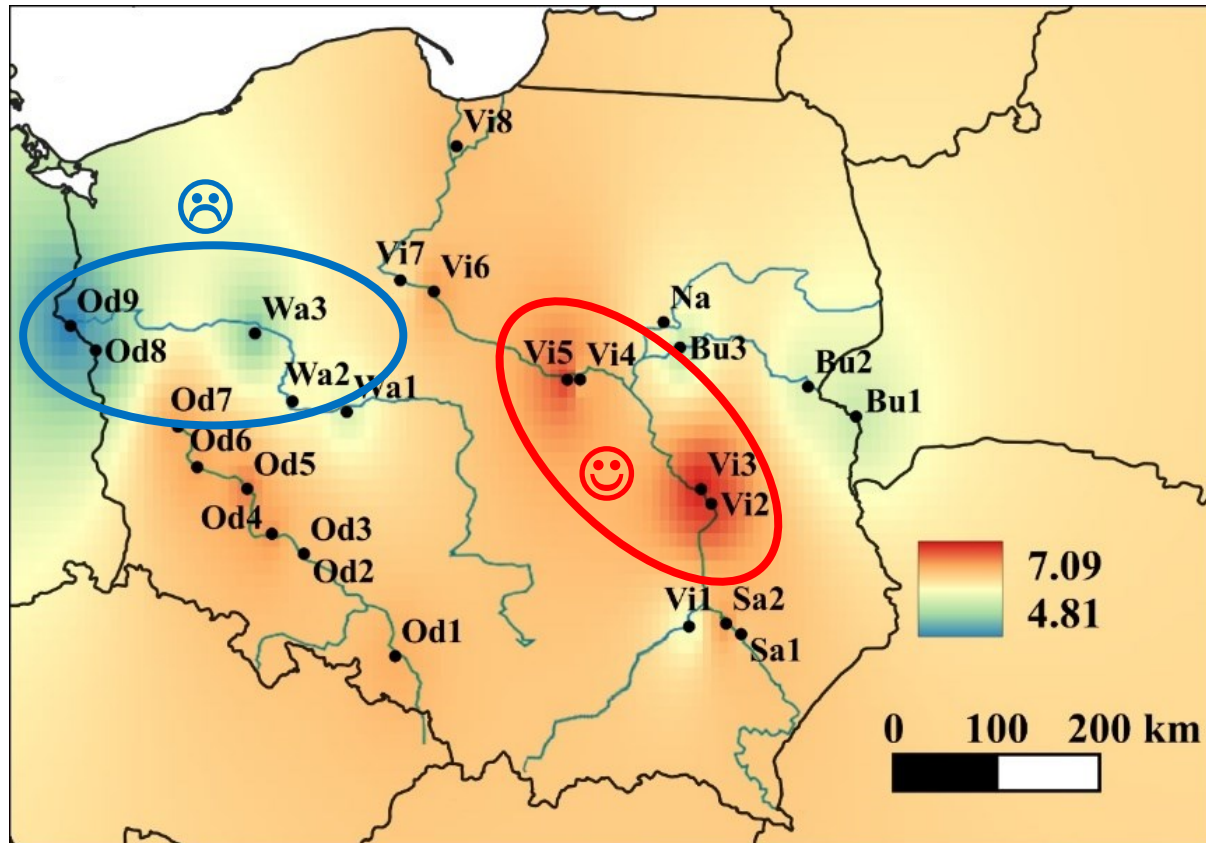 Vi8
Vi7
Vi6
Na
Od9
Wa3
Od8
Vi5
Vi4
Bu3
Bu2
Wa2
Wa1
Bu1
Od7
Od6
Od5
Vi3
Vi2
Od4
Od3
Od2
7.09
4.81
Vi1
Sa2
Od1
Sa1
0 100 200 km